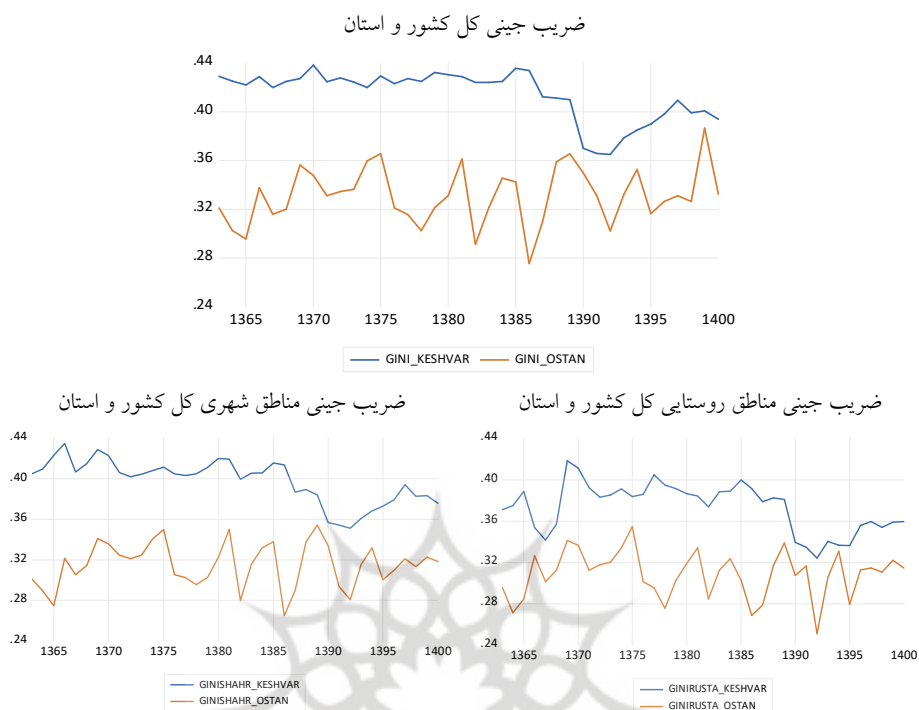 ضریب جینی کل کشور و استان
.44
.40
.36
.32
.28
.24
1365 1370 1375 1380 1385 1390 1395 1400
GINI_KESHVAR GINI_OSTAN
ضریب جینی مناطق شهری کل کشور و استان
.44
.40
.36
.32
.28
.24
1365 1370 1375 1380 1385 1390 1395 1400
GINISHAHR_KESHVAR
GINISHAHR_OSTAN
ضریب جینی مناطق روستایی کل کشور و استان
.44
.40
.36
.32
.28
.24
1365 1370 1375 1380 1385 1390 1395 1400
GINIRUSTA_KESHVAR
GINIRUSTA_OSTAN